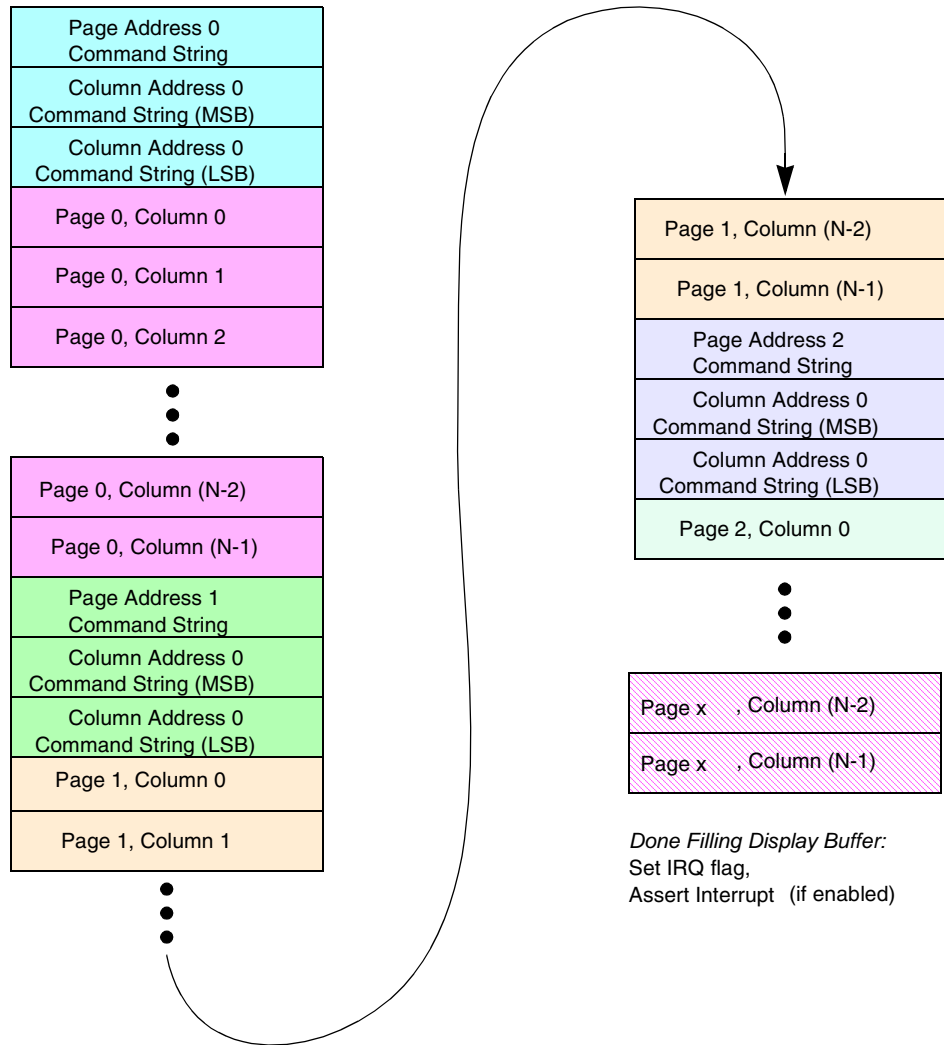 Page Address 0
Command String
Column Address 0
Command String (MSB)
Column Address 0
Command String (LSB)
Page 0, Column 0
Page 0, Column 1
Page 0, Column 2
Page 0, Column (N-2)
Page 0, Column (N-1)
Page Address 1
Command String
Column Address 0
Command String (MSB)
Column Address 0
Command String (LSB)
Page 1, Column 0
Page 1, Column 1
Page 1, Column (N-2)
Page 1, Column (N-1)
Page Address 2
Command String
Column Address 0
Command String (MSB)
Column Address 0
Command String (LSB)
Page 2, Column 0
Page x , Column (N-2)
Page x , Column (N-1)
Done Filling Display Buffer:
Set IRQ flag,
Assert Interrupt (if enabled)